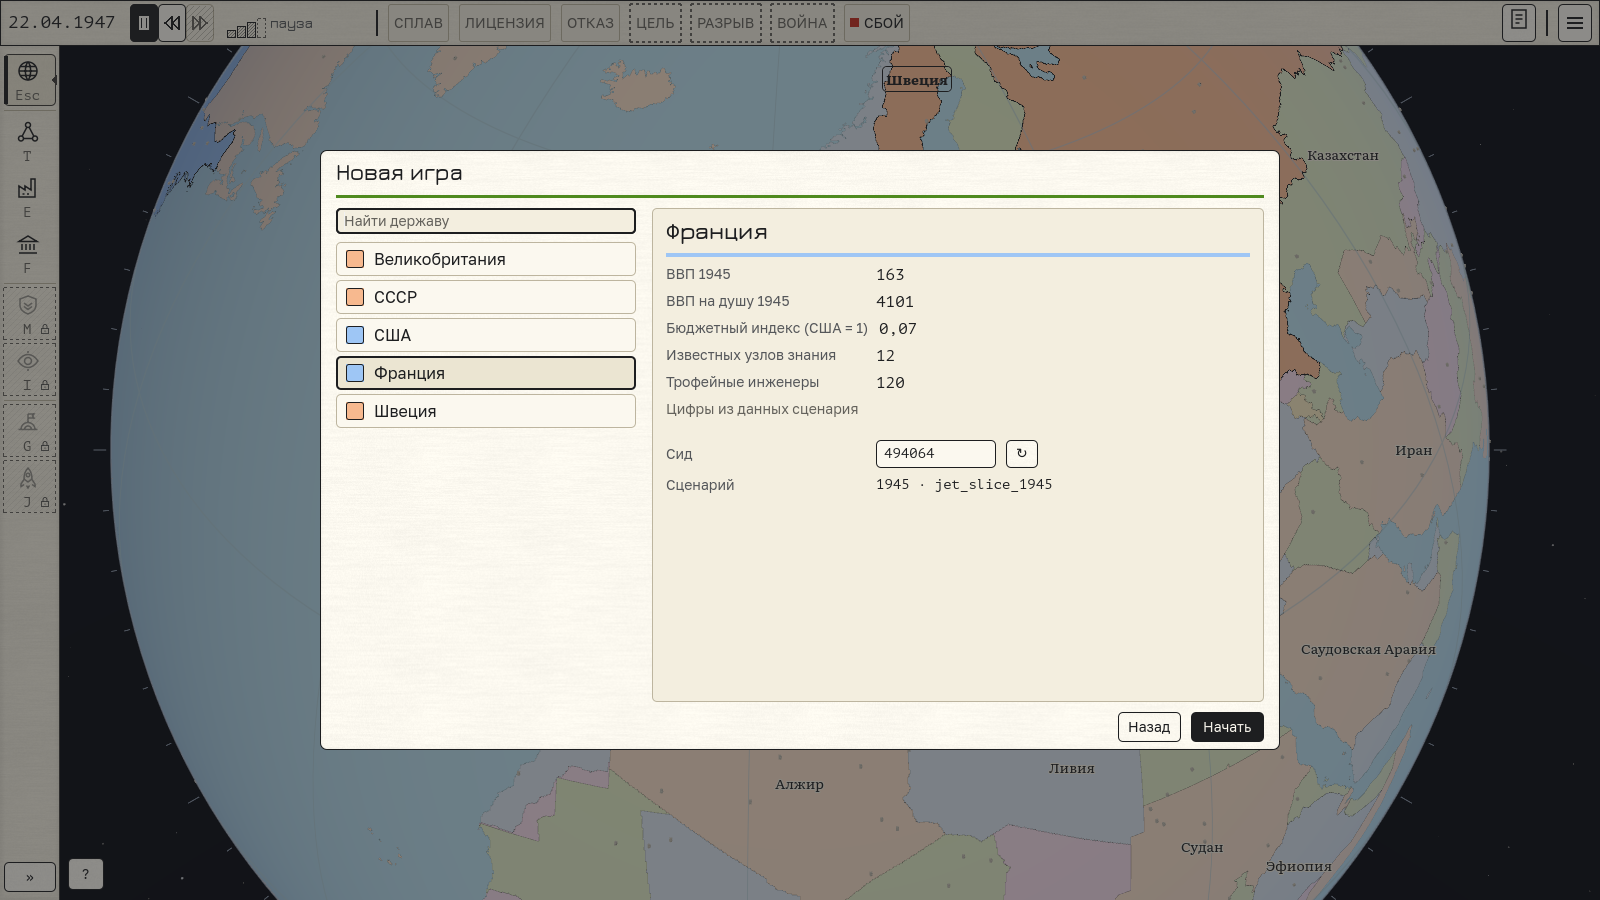 22.04.1947
пауза
СПЛАВ
ЛИЦЕНЗИЯ
ОТКАЗ
ЦЕЛЬ
РАЗРЫВ
ВОЙНА
СБОЙ
Esc
T
E
F
M
I
G
J
»
?
Швеция
Казахстан
Иран
Саудовская Аравия
Ливия
Алжир
Судан
Эфиопия
Новая игра
Найти державу
Великобритания
СССР
США
Франция
Швеция
Франция
ВВП 1945 163
ВВП на душу 1945 4101
Бюджетный индекс (США = 1) 0,07
Известных узлов знания 12
Трофейные инженеры 120
Цифры из данных сценария
Сид 494064 ↻
Сценарий 1945 · jet_slice_1945
Назад
Начать